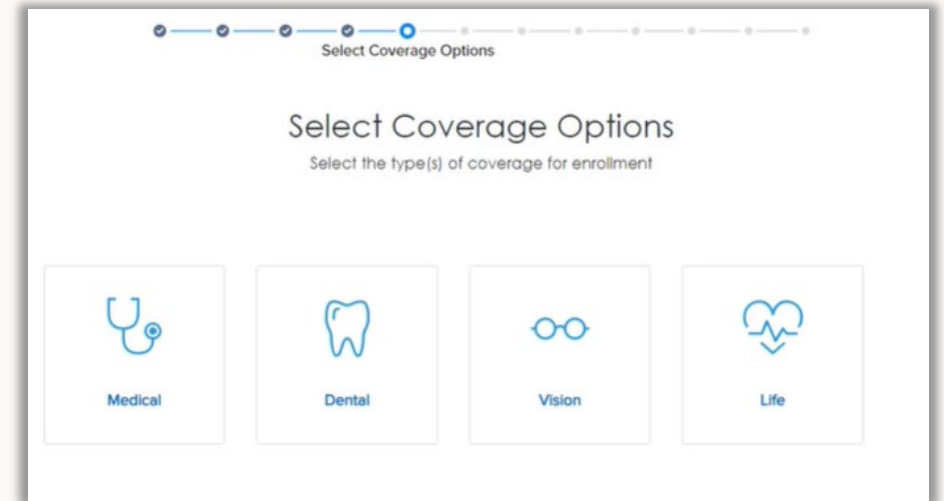 Select Coverage Options
Select Coverage Options
Select the type(s) of coverage for enrollment
Medical
Dental
Vision
Life